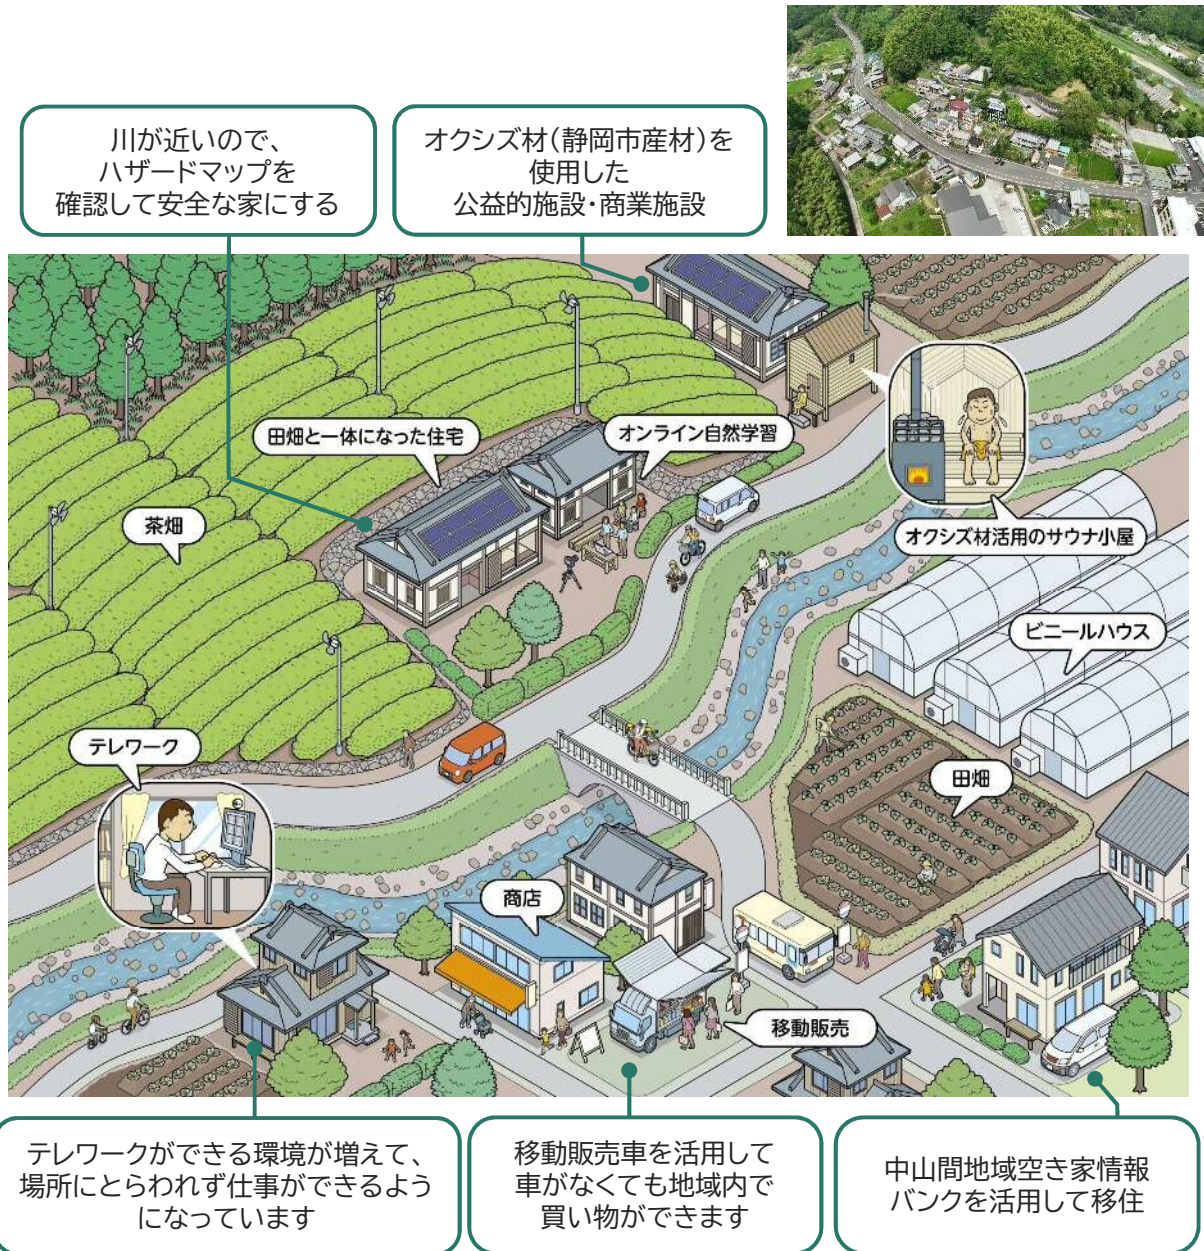 川が近いので、
ハザードマップを
確認して安全な家にする
オクシズ材(静岡市産材)を
使用した
公益的施設・商業施設
田畑と一体になった住宅
オンライン自然学習
茶畑
オクシズ材活用のサウナ小屋
ビニールハウス
テレワーク
田畑
商店
移動販売
テレワークができる環境が増えて、
場所にとらわれず仕事ができるよう
になっています
移動販売車を活用して
車がなくても地域内で
買い物ができます
中山間地域空き家情報
バンクを活用して移住